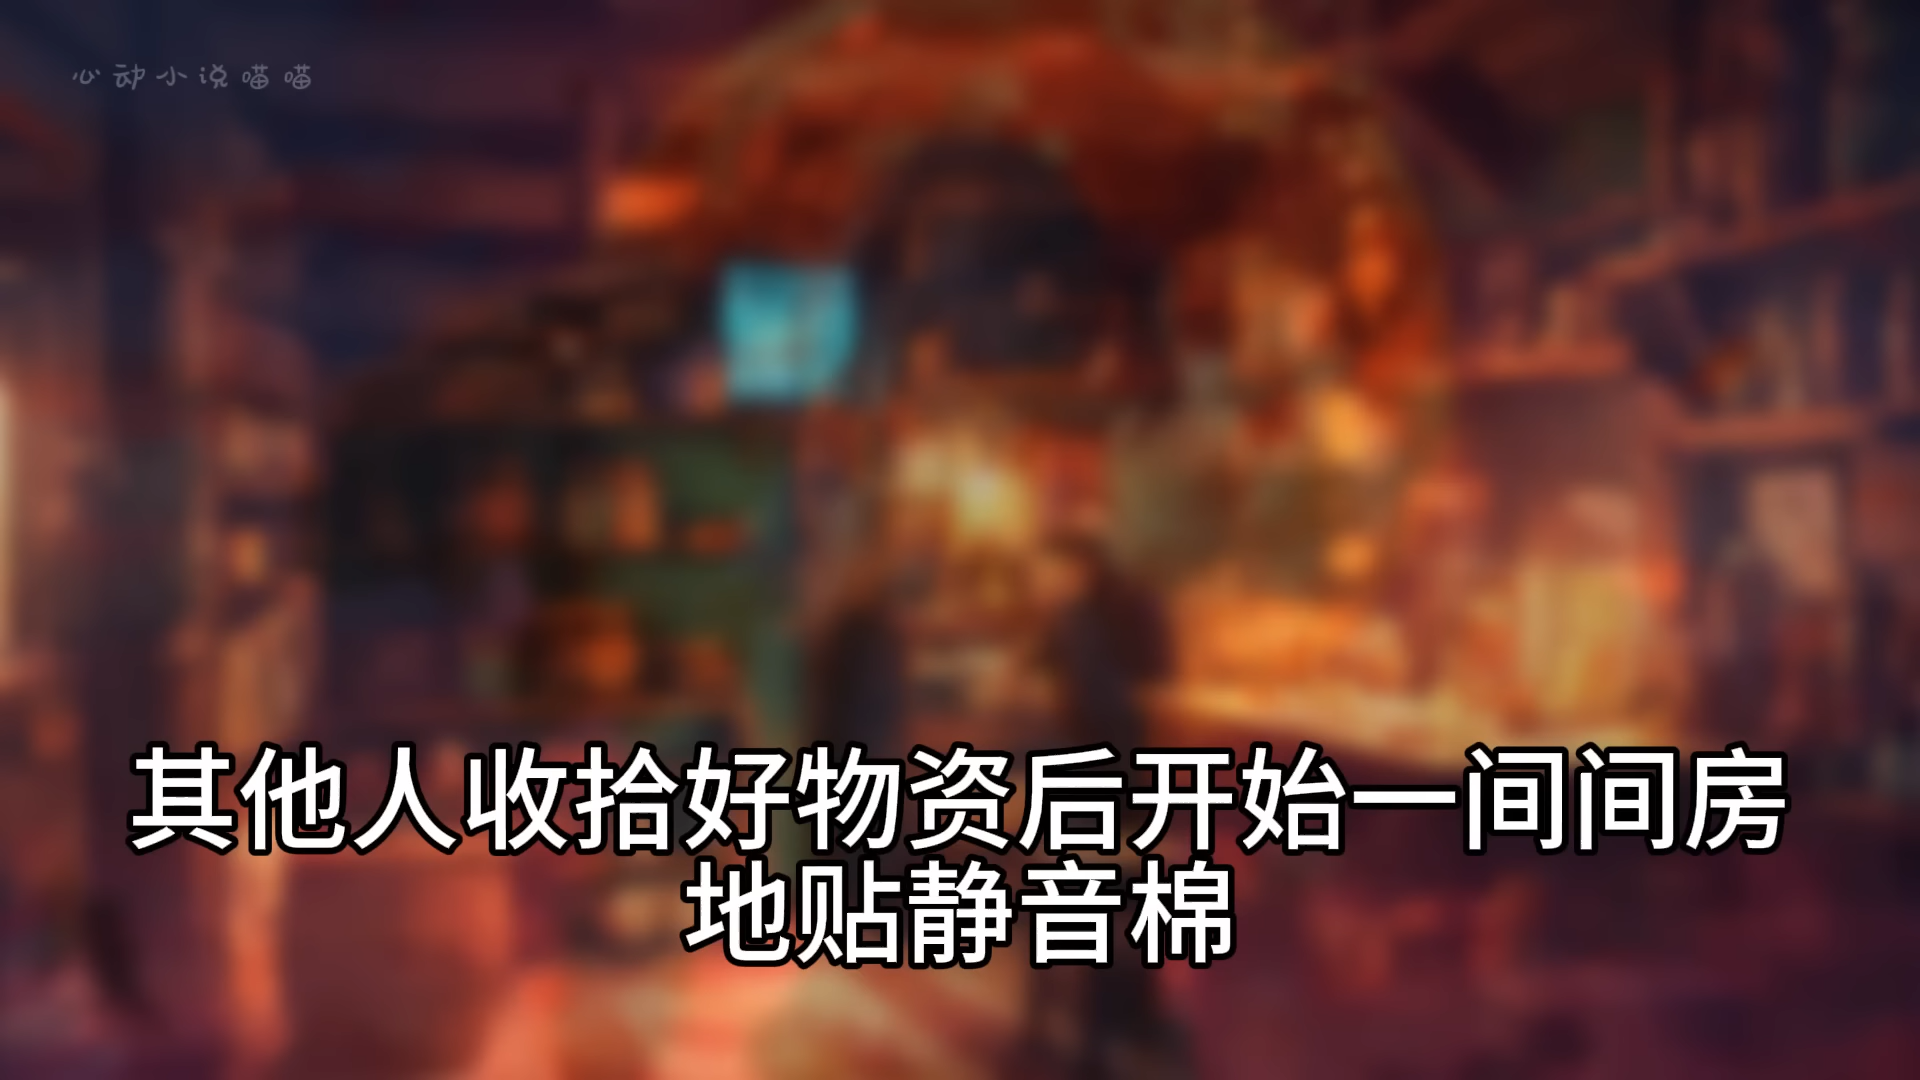 心动小说喵喵
其他人收拾好物资后开始一间间房
地贴静音棉